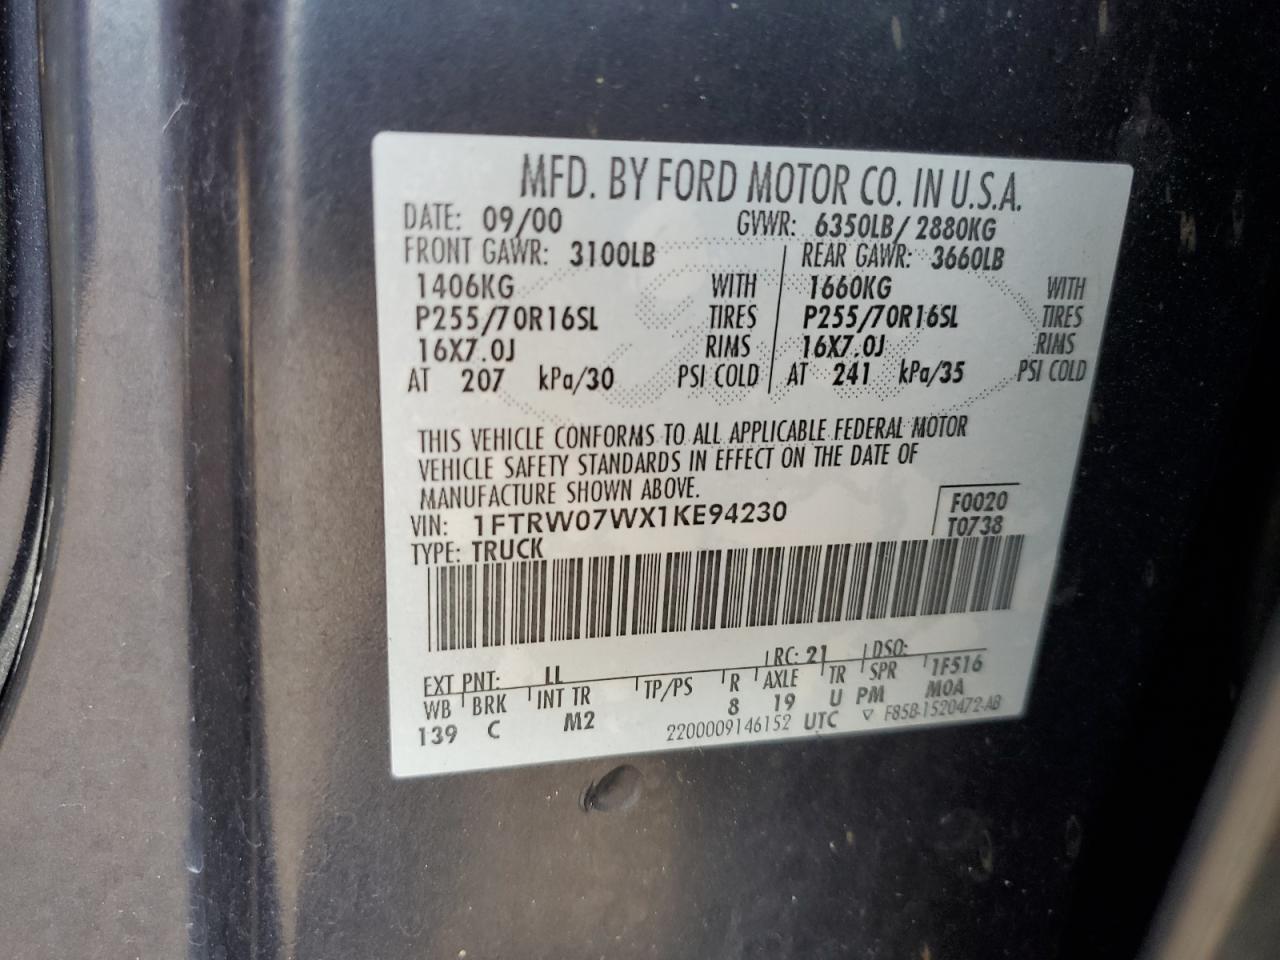 MFD. BY FORD MOTOR CO. IN U.S.A.
DATE: 09/00 GVWR: 6350LB/2880KG
FRONT GAWR: 3100LB REAR GAWR: 3660LB
1406KG WITH 1660KG WITH
P255/70R16SL TIRES P255/70R16SL TIRES
16X7.0J RIMS 16X7.0J RIMS
AT 207 kPa/30 PSI COLD AT 241 kPa/35 PSI COLD
THIS VEHICLE CONFORMS TO ALL APPLICABLE FEDERAL MOTOR
VEHICLE SAFETY STANDARDS IN EFFECT ON THE DATE OF
MANUFACTURE SHOWN ABOVE.
F0020
VIN: 1FTRW07WX1KE94230 T0738
TYPE: TRUCK
EXT PNT: LL RC: 21 DSO:
WB BRK INT TR TP/PS R AXLE TR SPR 1F516
139 C M2 8 19 U PM M0A
2200009146152 UTC ▽ F85B-1520472-AB